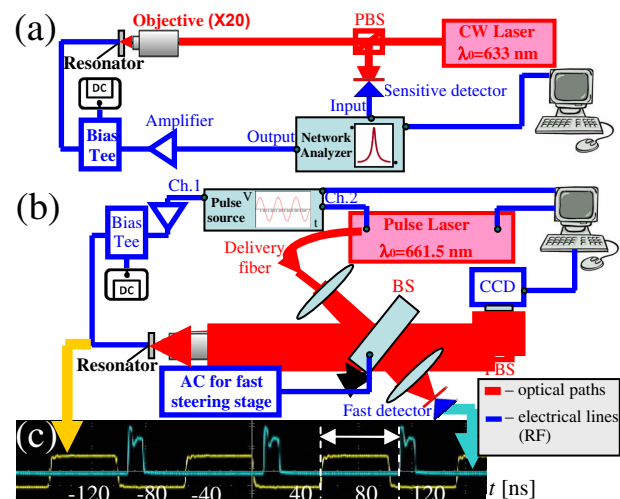 (a)
Objective (X20)
PBS
CW Laser
λ₀=633 nm
Resonator
DC
Sensitive detector
Input
Amplifier
Bias
Tee
Output
Network
Analyzer
(b)
Ch.1
Pulse
source
V
t
Ch.2
Bias
Tee
DC
Pulse Laser
λ₀=661.5 nm
Delivery
fiber
BS
CCD
Resonator
PBS
AC for fast
steering stage
Fast detector
– optical paths
– electrical lines
(RF)
(c)
-120 -80 -40 0 40 80 120 t [ns]